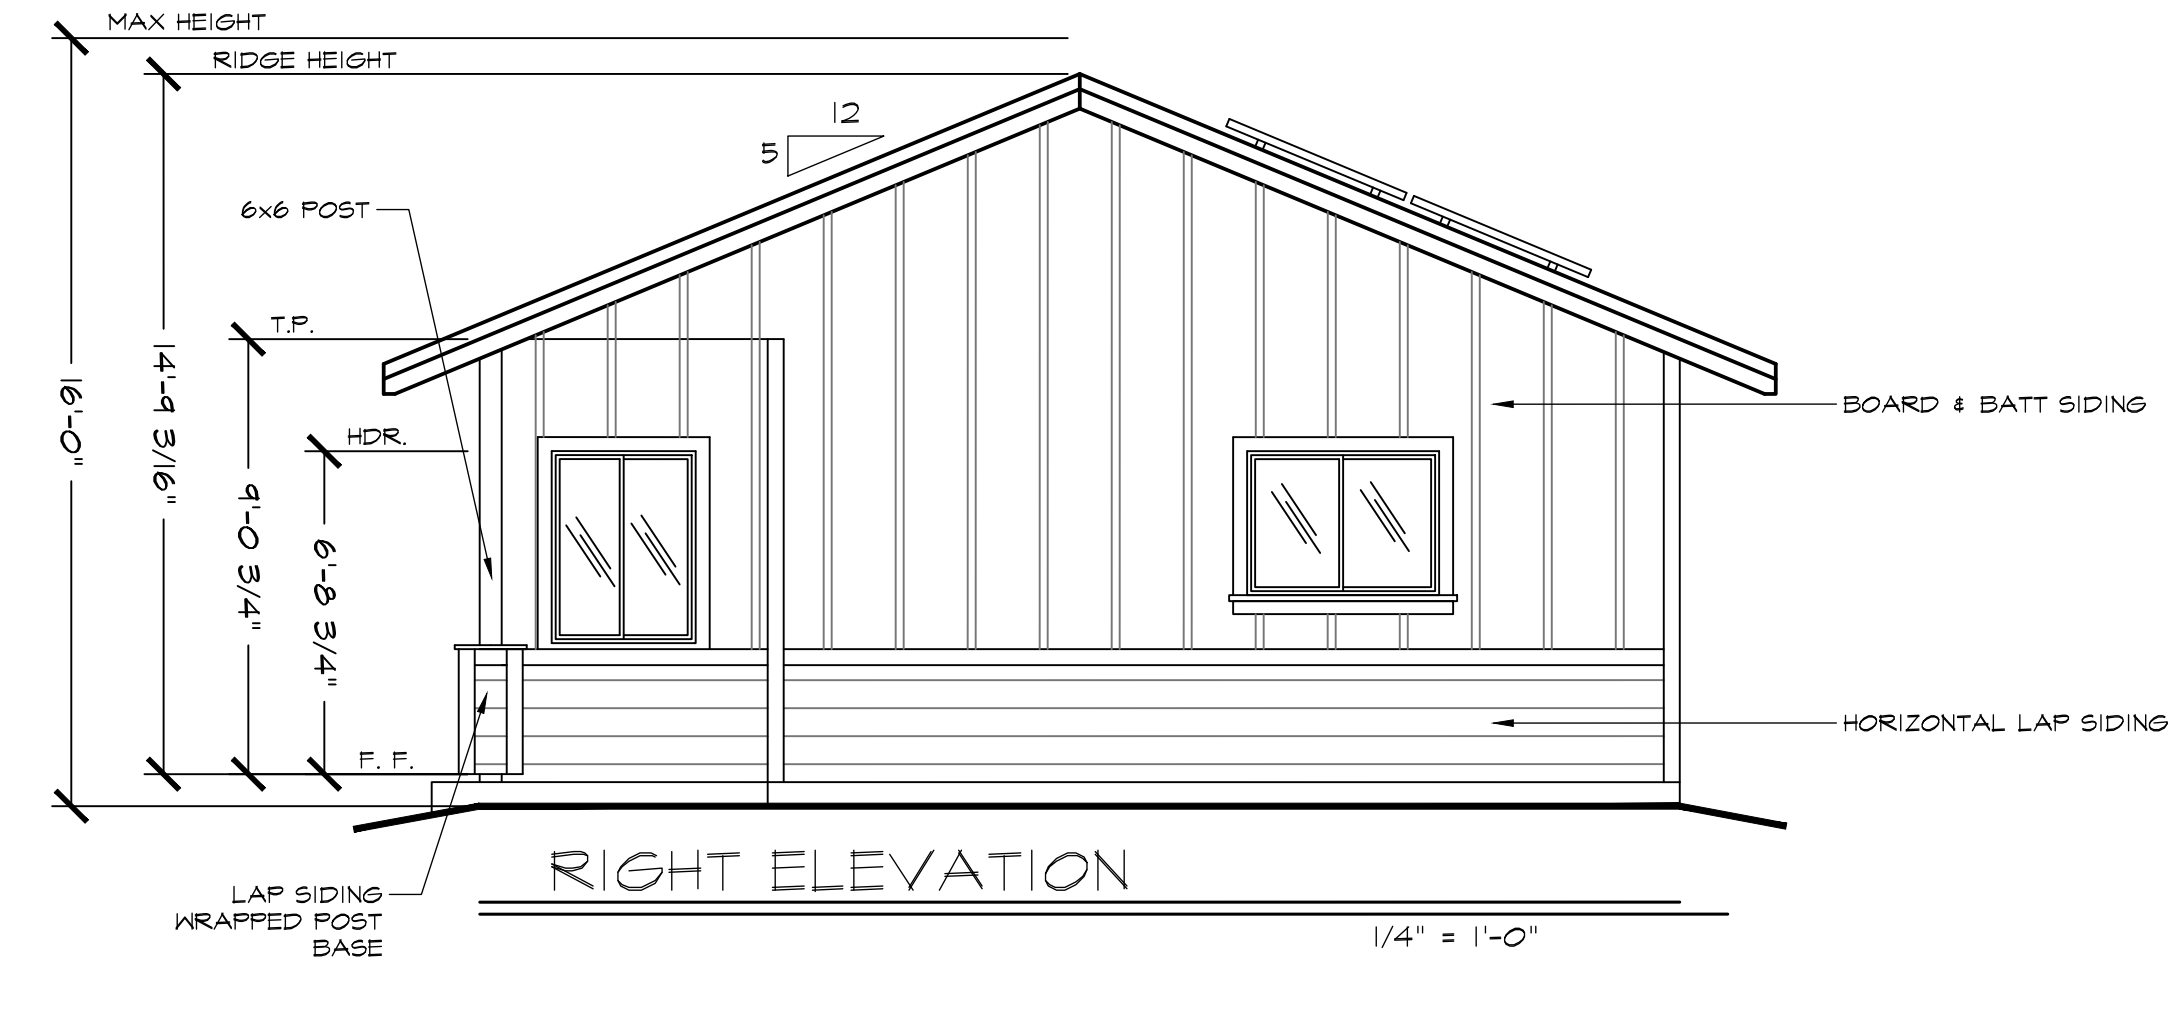 MAX HEIGHT
RIDGE HEIGHT
12
5
6x6 POST
T.P.
16'-0"
14'-9 3/16"
BOARD & BATT SIDING
HDR.
9'-0 3/4"
6'-8 3/4"
HORIZONTAL LAP SIDING
F. F.
RIGHT ELEVATION
LAP SIDING
WRAPPED POST
BASE
1/4" = 1'-0"